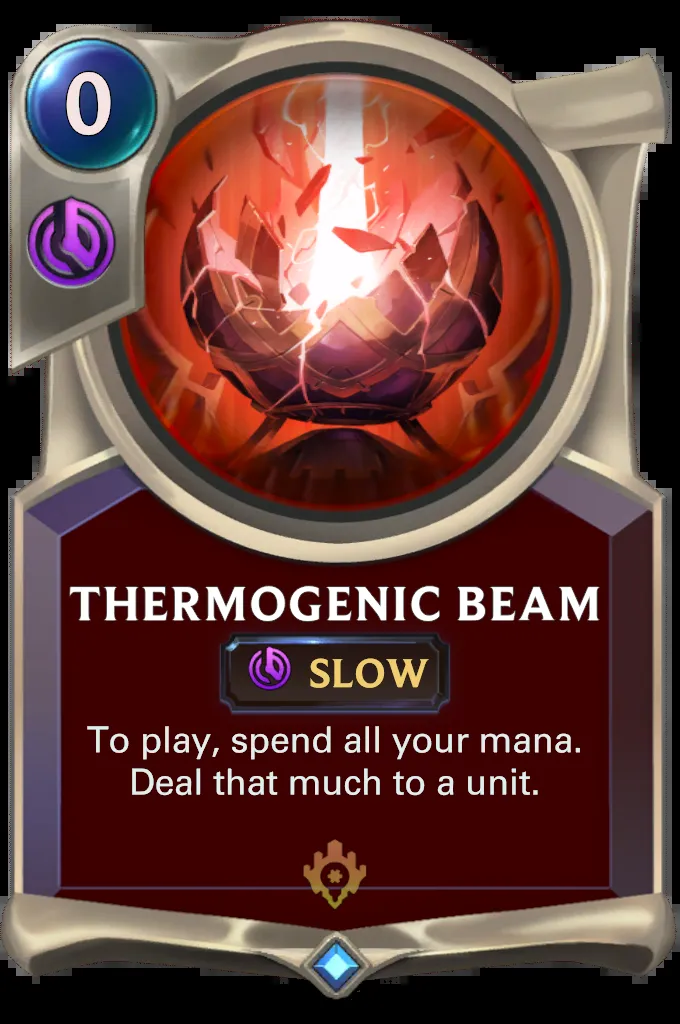 0
THERMOGENIC BEAM
SLOW
To play, spend all your mana.
Deal that much to a unit.